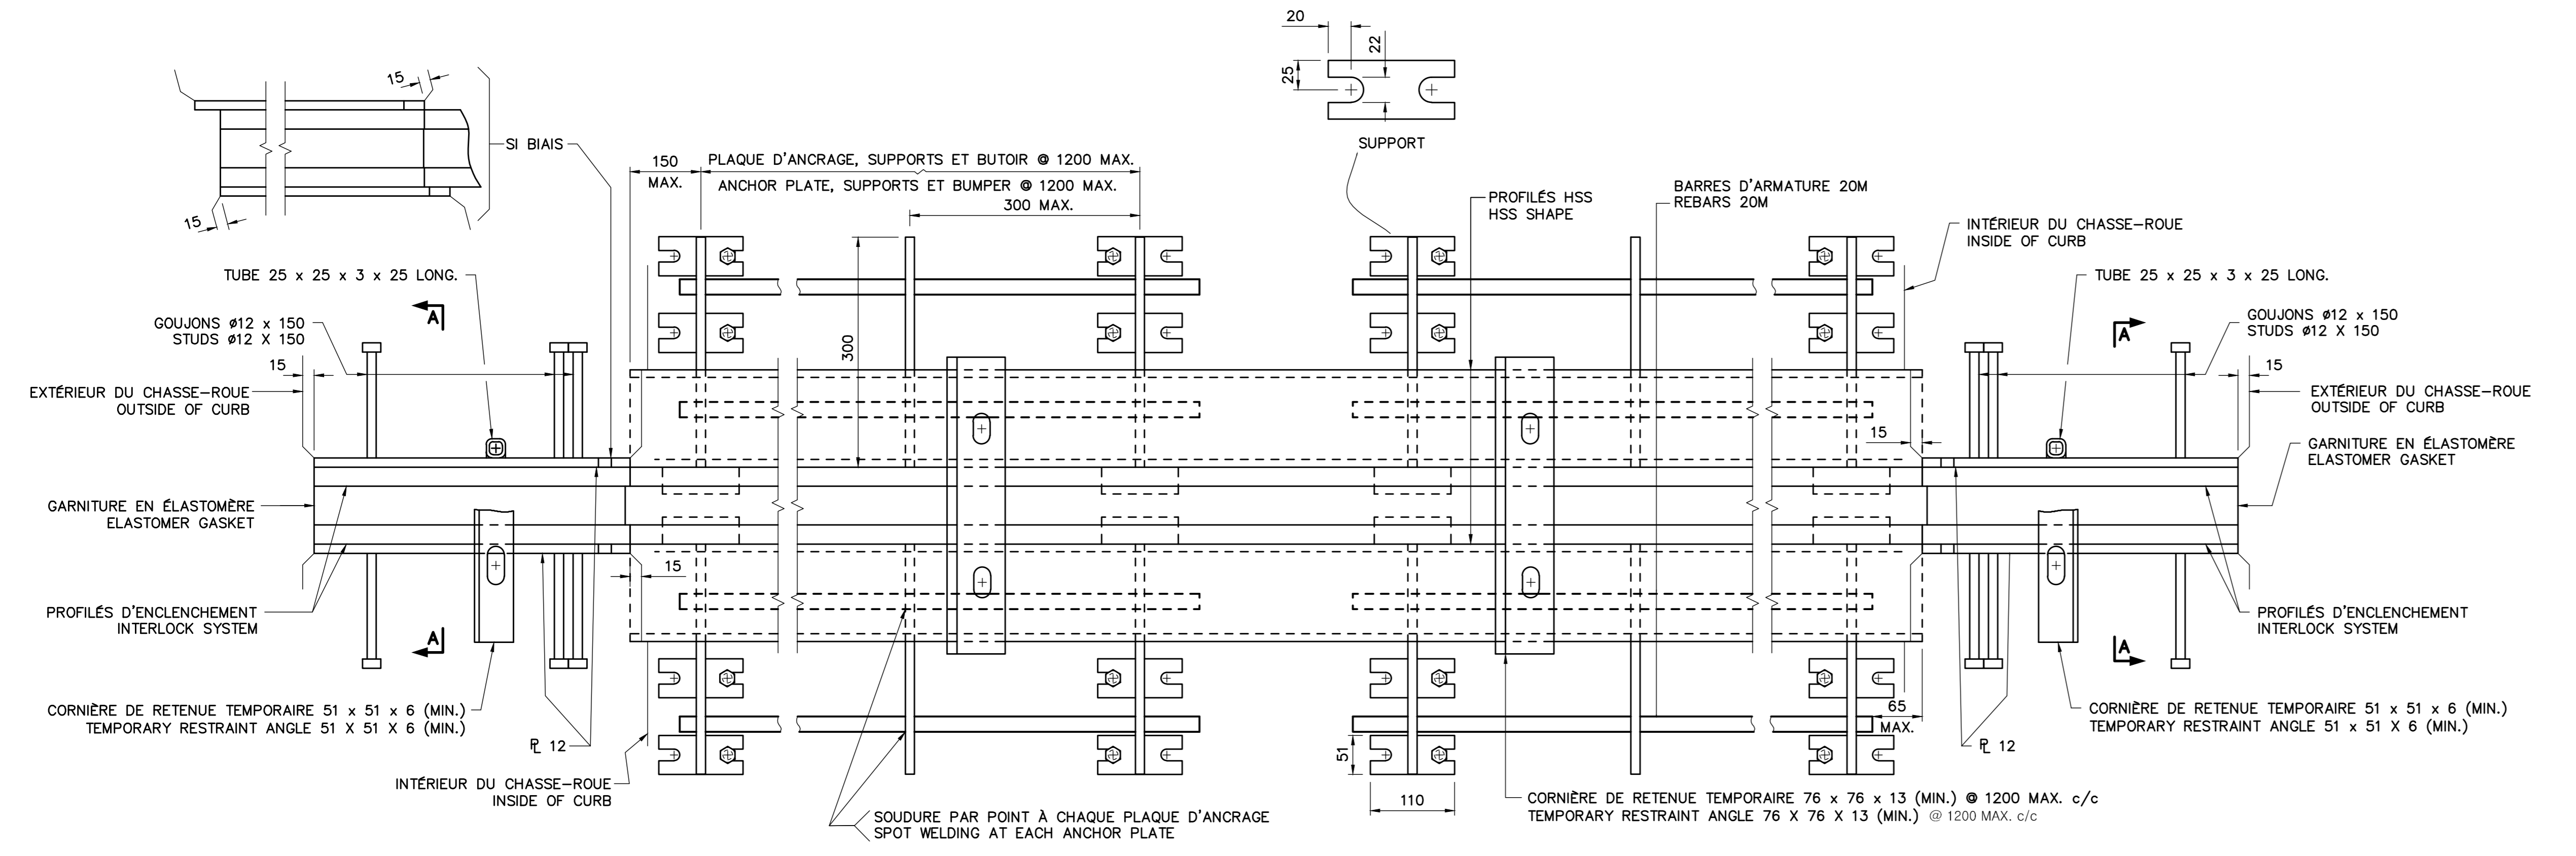 20
22
25
15
SI BIAIS
SUPPORT
15
150
MAX.
PLAQUE D'ANCRAGE, SUPPORTS ET BUTOIR @ 1200 MAX.
ANCHOR PLATE, SUPPORTS ET BUMPER @ 1200 MAX.
300 MAX.
PROFILÉS HSS
HSS SHAPE
BARRES D'ARMATURE 20M
REBARS 20M
INTÉRIEUR DU CHASSE-ROUE
INSIDE OF CURB
TUBE 25 x 25 x 3 x 25 LONG.
TUBE 25 x 25 x 3 x 25 LONG.
A
GOUJONS ø12 x 150
STUDS ø12 X 150
300
A
GOUJONS ø12 x 150
STUDS ø12 X 150
15
15
EXTÉRIEUR DU CHASSE-ROUE
OUTSIDE OF CURB
EXTÉRIEUR DU CHASSE-ROUE
OUTSIDE OF CURB
15
GARNITURE EN ÉLASTOMÈRE
ELASTOMER GASKET
GARNITURE EN ÉLASTOMÈRE
ELASTOMER GASKET
15
PROFILÉS D'ENCLENCHEMENT
INTERLOCK SYSTEM
PROFILÉS D'ENCLENCHEMENT
INTERLOCK SYSTEM
A
A
CORNIÈRE DE RETENUE TEMPORAIRE 51 x 51 x 6 (MIN.)
TEMPORARY RESTRAINT ANGLE 51 X 51 X 6 (MIN.)
65
MAX.
CORNIÈRE DE RETENUE TEMPORAIRE 51 x 51 x 6 (MIN.)
TEMPORARY RESTRAINT ANGLE 51 x 51 X 6 (MIN.)
PL 12
PL 12
51
INTÉRIEUR DU CHASSE-ROUE
INSIDE OF CURB
110
CORNIÈRE DE RETENUE TEMPORAIRE 76 x 76 x 13 (MIN.) @ 1200 MAX. c/c
TEMPORARY RESTRAINT ANGLE 76 X 76 X 13 (MIN.) @ 1200 MAX. c/c
SOUDURE PAR POINT À CHAQUE PLAQUE D'ANCRAGE
SPOT WELDING AT EACH ANCHOR PLATE